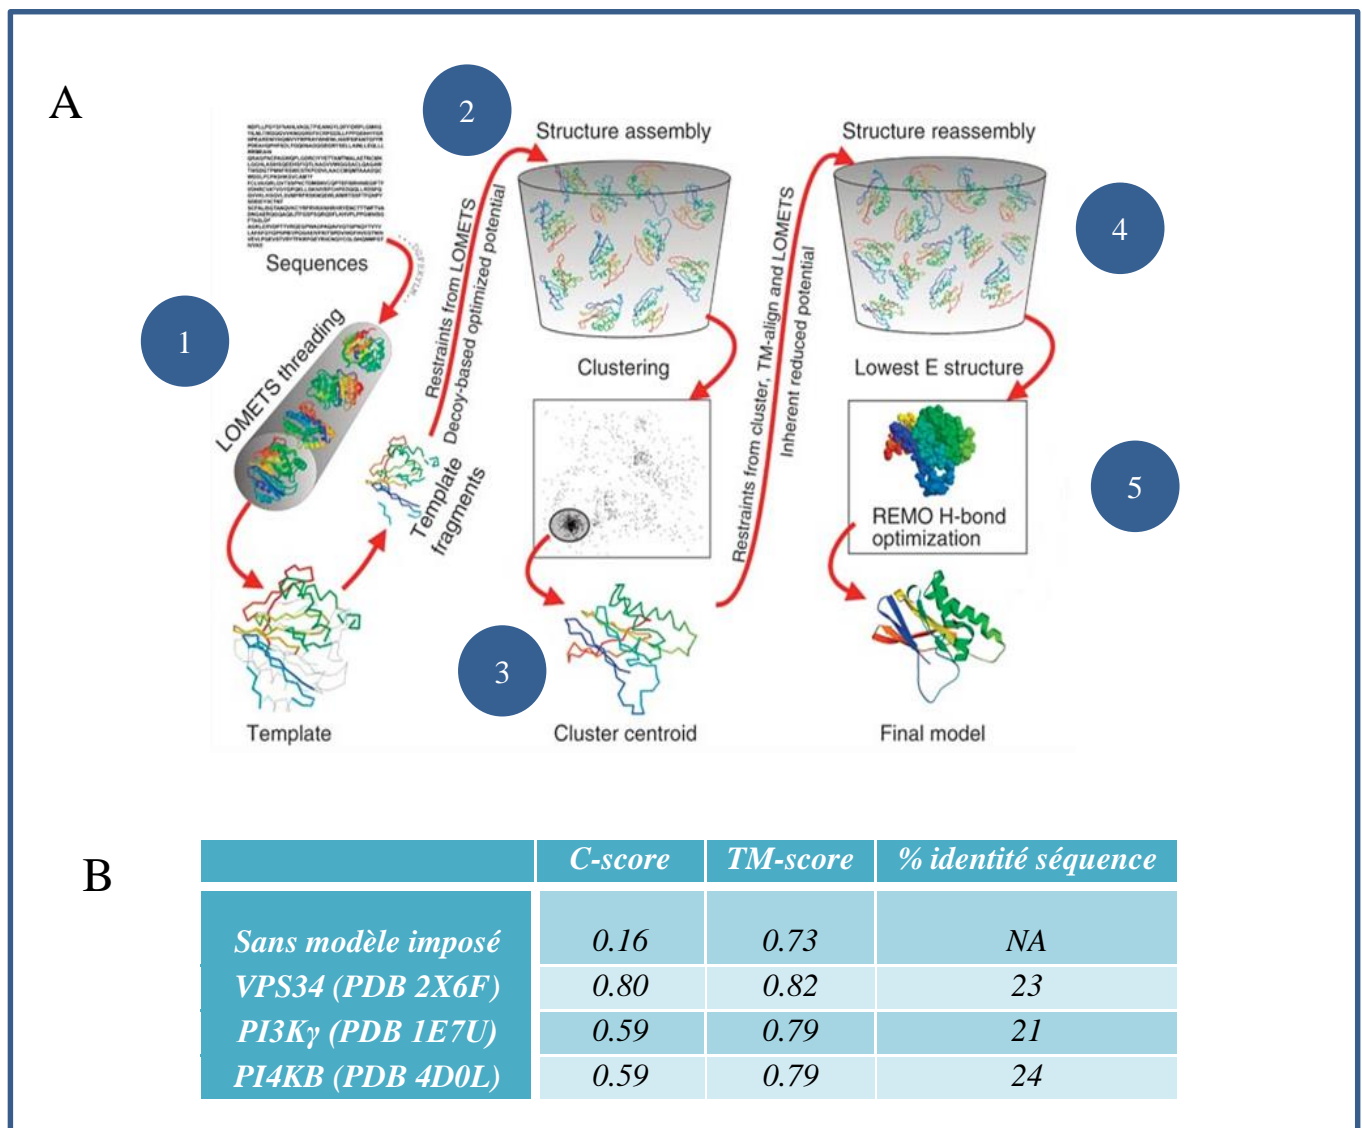 A
2
Structure assembly
Structure reassembly
Sequences
1
LOMETS threading
Template
fragments
Restraints from LOMETS
Decoy-based optimized potential
Clustering
Restraints from cluster, TM-align and LOMETS
Inherent reduced potential
4
Lowest E structure
5
REMO H-bond
optimization
3
Template
Cluster centroid
Final model
B
C-score TM-score % identité séquence
Sans modèle imposé 0.16 0.73 NA
VPS34 (PDB 2X6F) 0.80 0.82 23
PI3Kγ (PDB 1E7U) 0.59 0.79 21
PI4KB (PDB 4D0L) 0.59 0.79 24